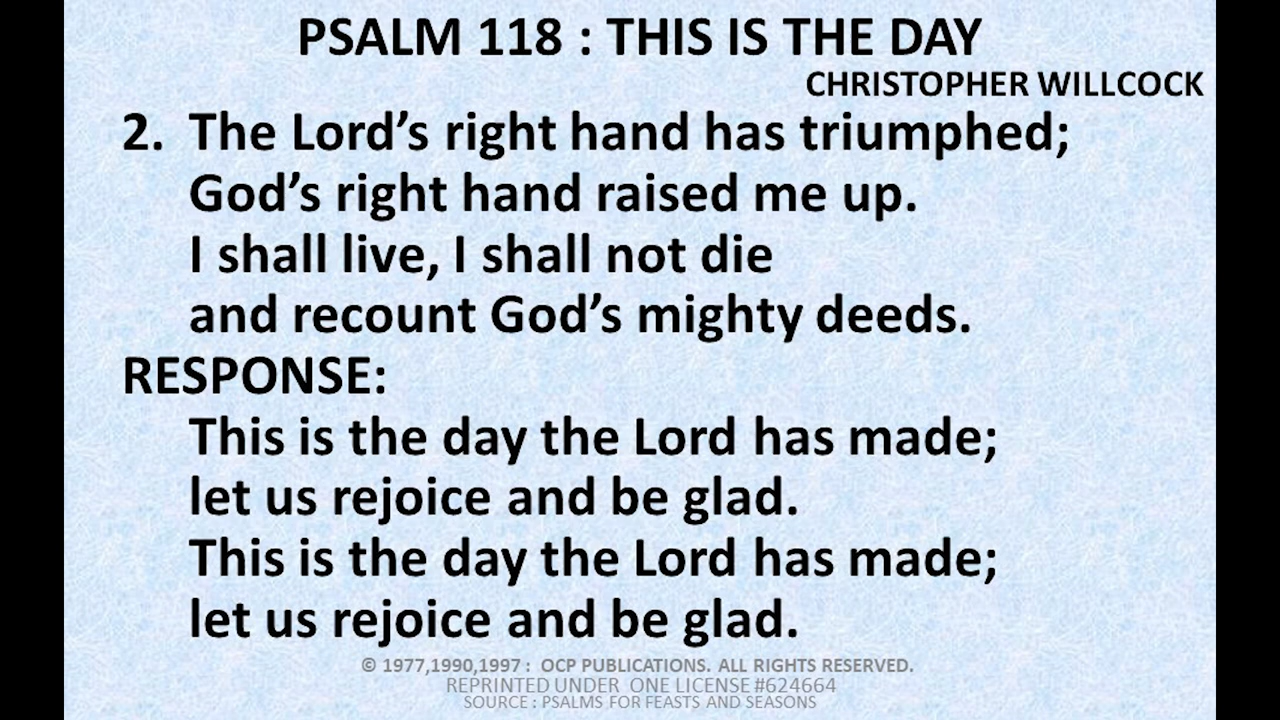 PSALM 118 : THIS IS THE DAY
CHRISTOPHER WILLCOCK
2. The Lord’s right hand has triumphed;
God’s right hand raised me up.
I shall live, I shall not die
and recount God’s mighty deeds.
RESPONSE:
This is the day the Lord has made;
let us rejoice and be glad.
This is the day the Lord has made;
let us rejoice and be glad.
© 1977,1990,1997 : OCP PUBLICATIONS. ALL RIGHTS RESERVED.
REPRINTED UNDER ONE LICENSE #624664
SOURCE : PSALMS FOR FEASTS AND SEASONS